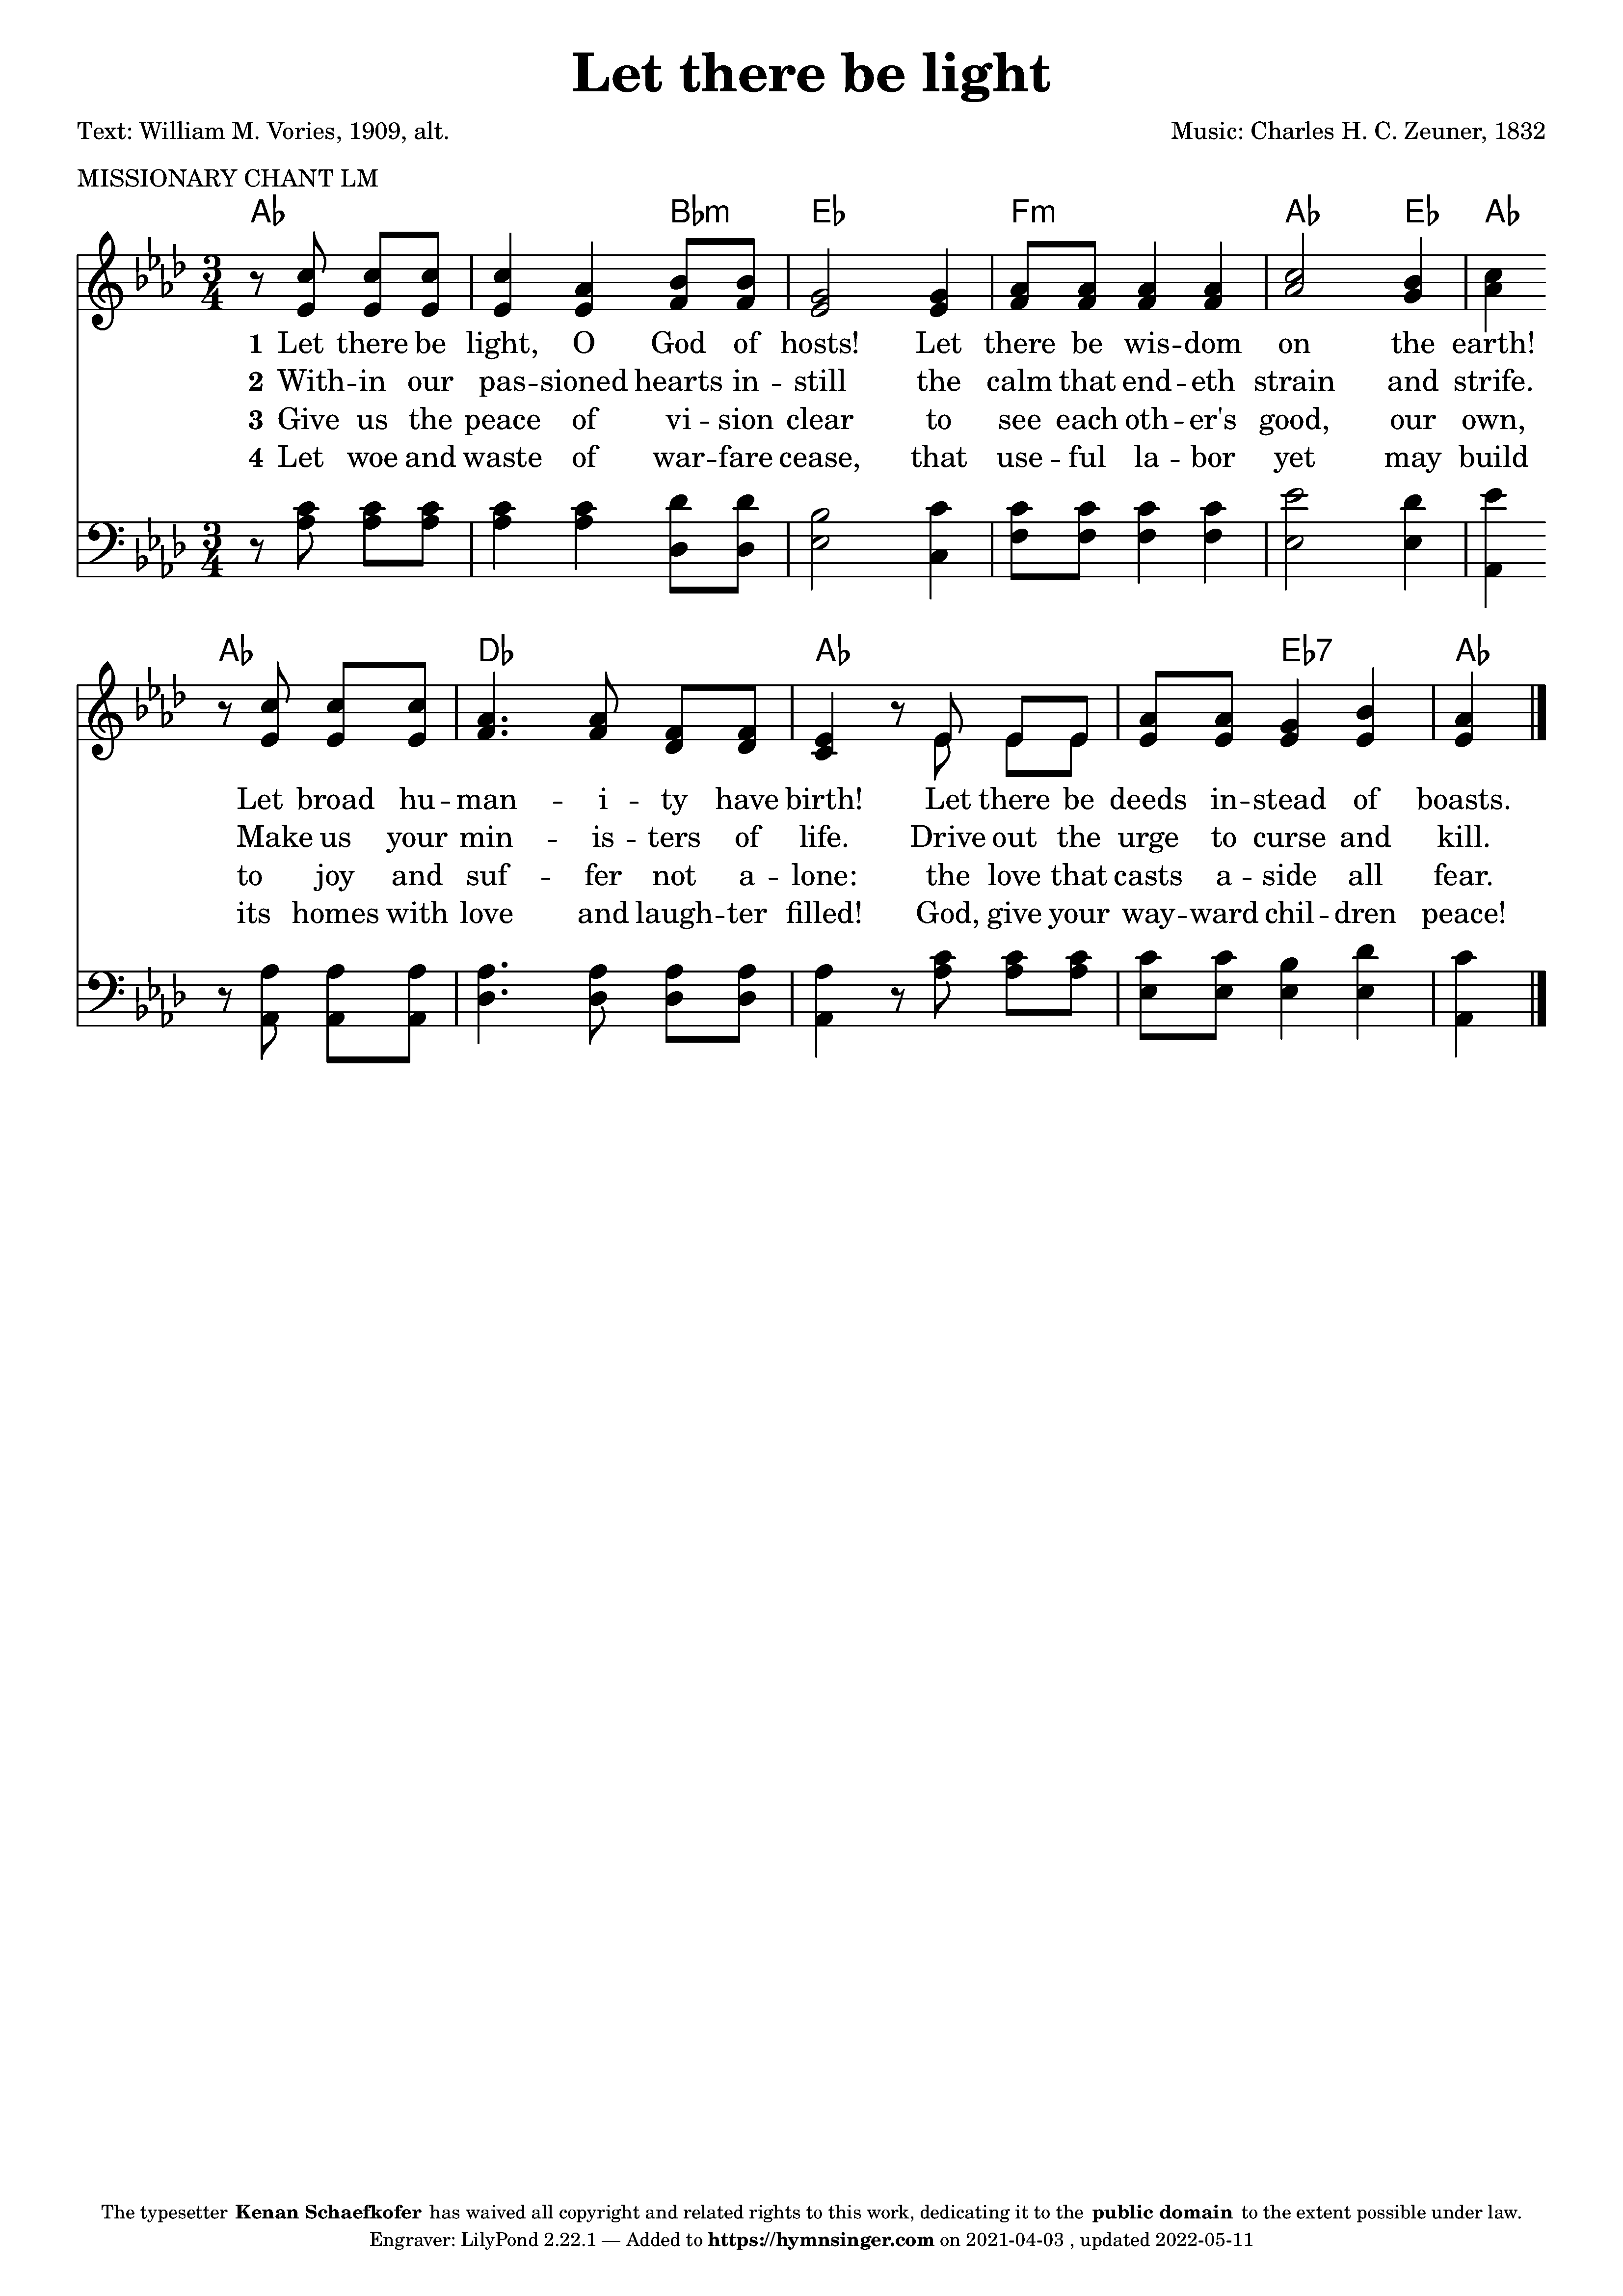 Let there be light
Text: William M. Vories, 1909, alt.
Music: Charles H. C. Zeuner, 1832
MISSIONARY CHANT LM
A♭ B♭m E♭ Fm A♭ E♭ A♭
3 4
1 Let there be light, O God of hosts! Let there be wis -- dom on the earth!
2 With -- in our pas -- sioned hearts in -- still the calm that end -- eth strain and strife.
3 Give us the peace of vi -- sion clear to see each oth -- er's good, our own,
4 Let woe and waste of war -- fare cease, that use -- ful la -- bor yet may build
3 4
A♭ D♭ A♭ E♭7 A♭
Let broad hu -- man -- i -- ty have birth! Let there be deeds in -- stead of boasts.
Make us your min -- is -- ters of life. Drive out the urge to curse and kill.
to joy and suf -- fer not a -- lone: the love that casts a -- side all fear.
its homes with love and laugh -- ter filled! God, give your way -- ward chil -- dren peace!
The typesetter Kenan Schaefkofer has waived all copyright and related rights to this work, dedicating it to the public domain to the extent possible under law.
Engraver: LilyPond 2.22.1 — Added to https://hymnsinger.com on 2021-04-03 , updated 2022-05-11